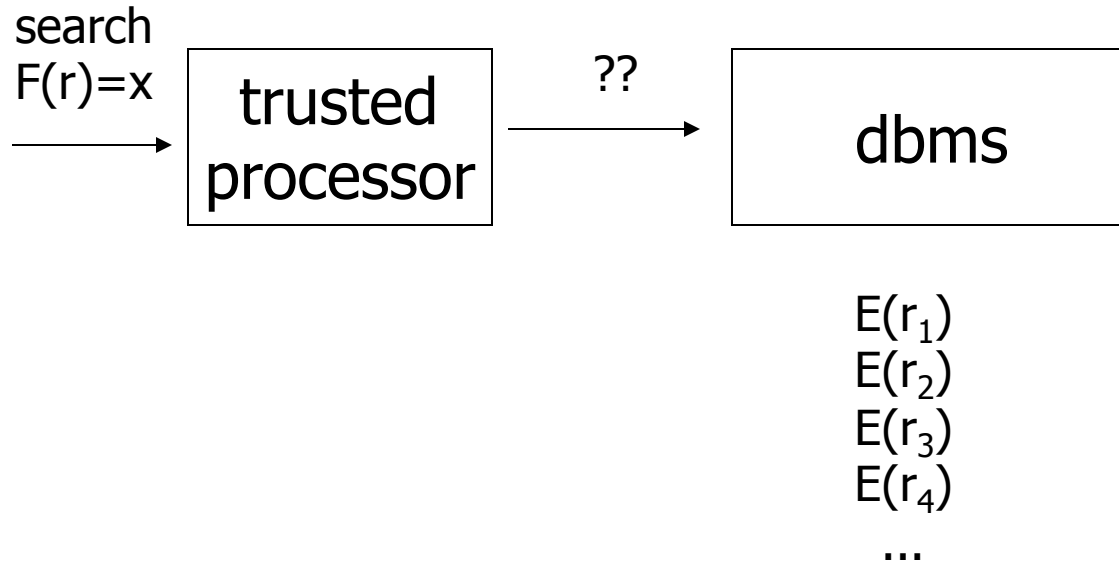 search
F(r)=x
trusted
processor
??
dbms
E(r₁)
E(r₂)
E(r₃)
E(r₄)
...